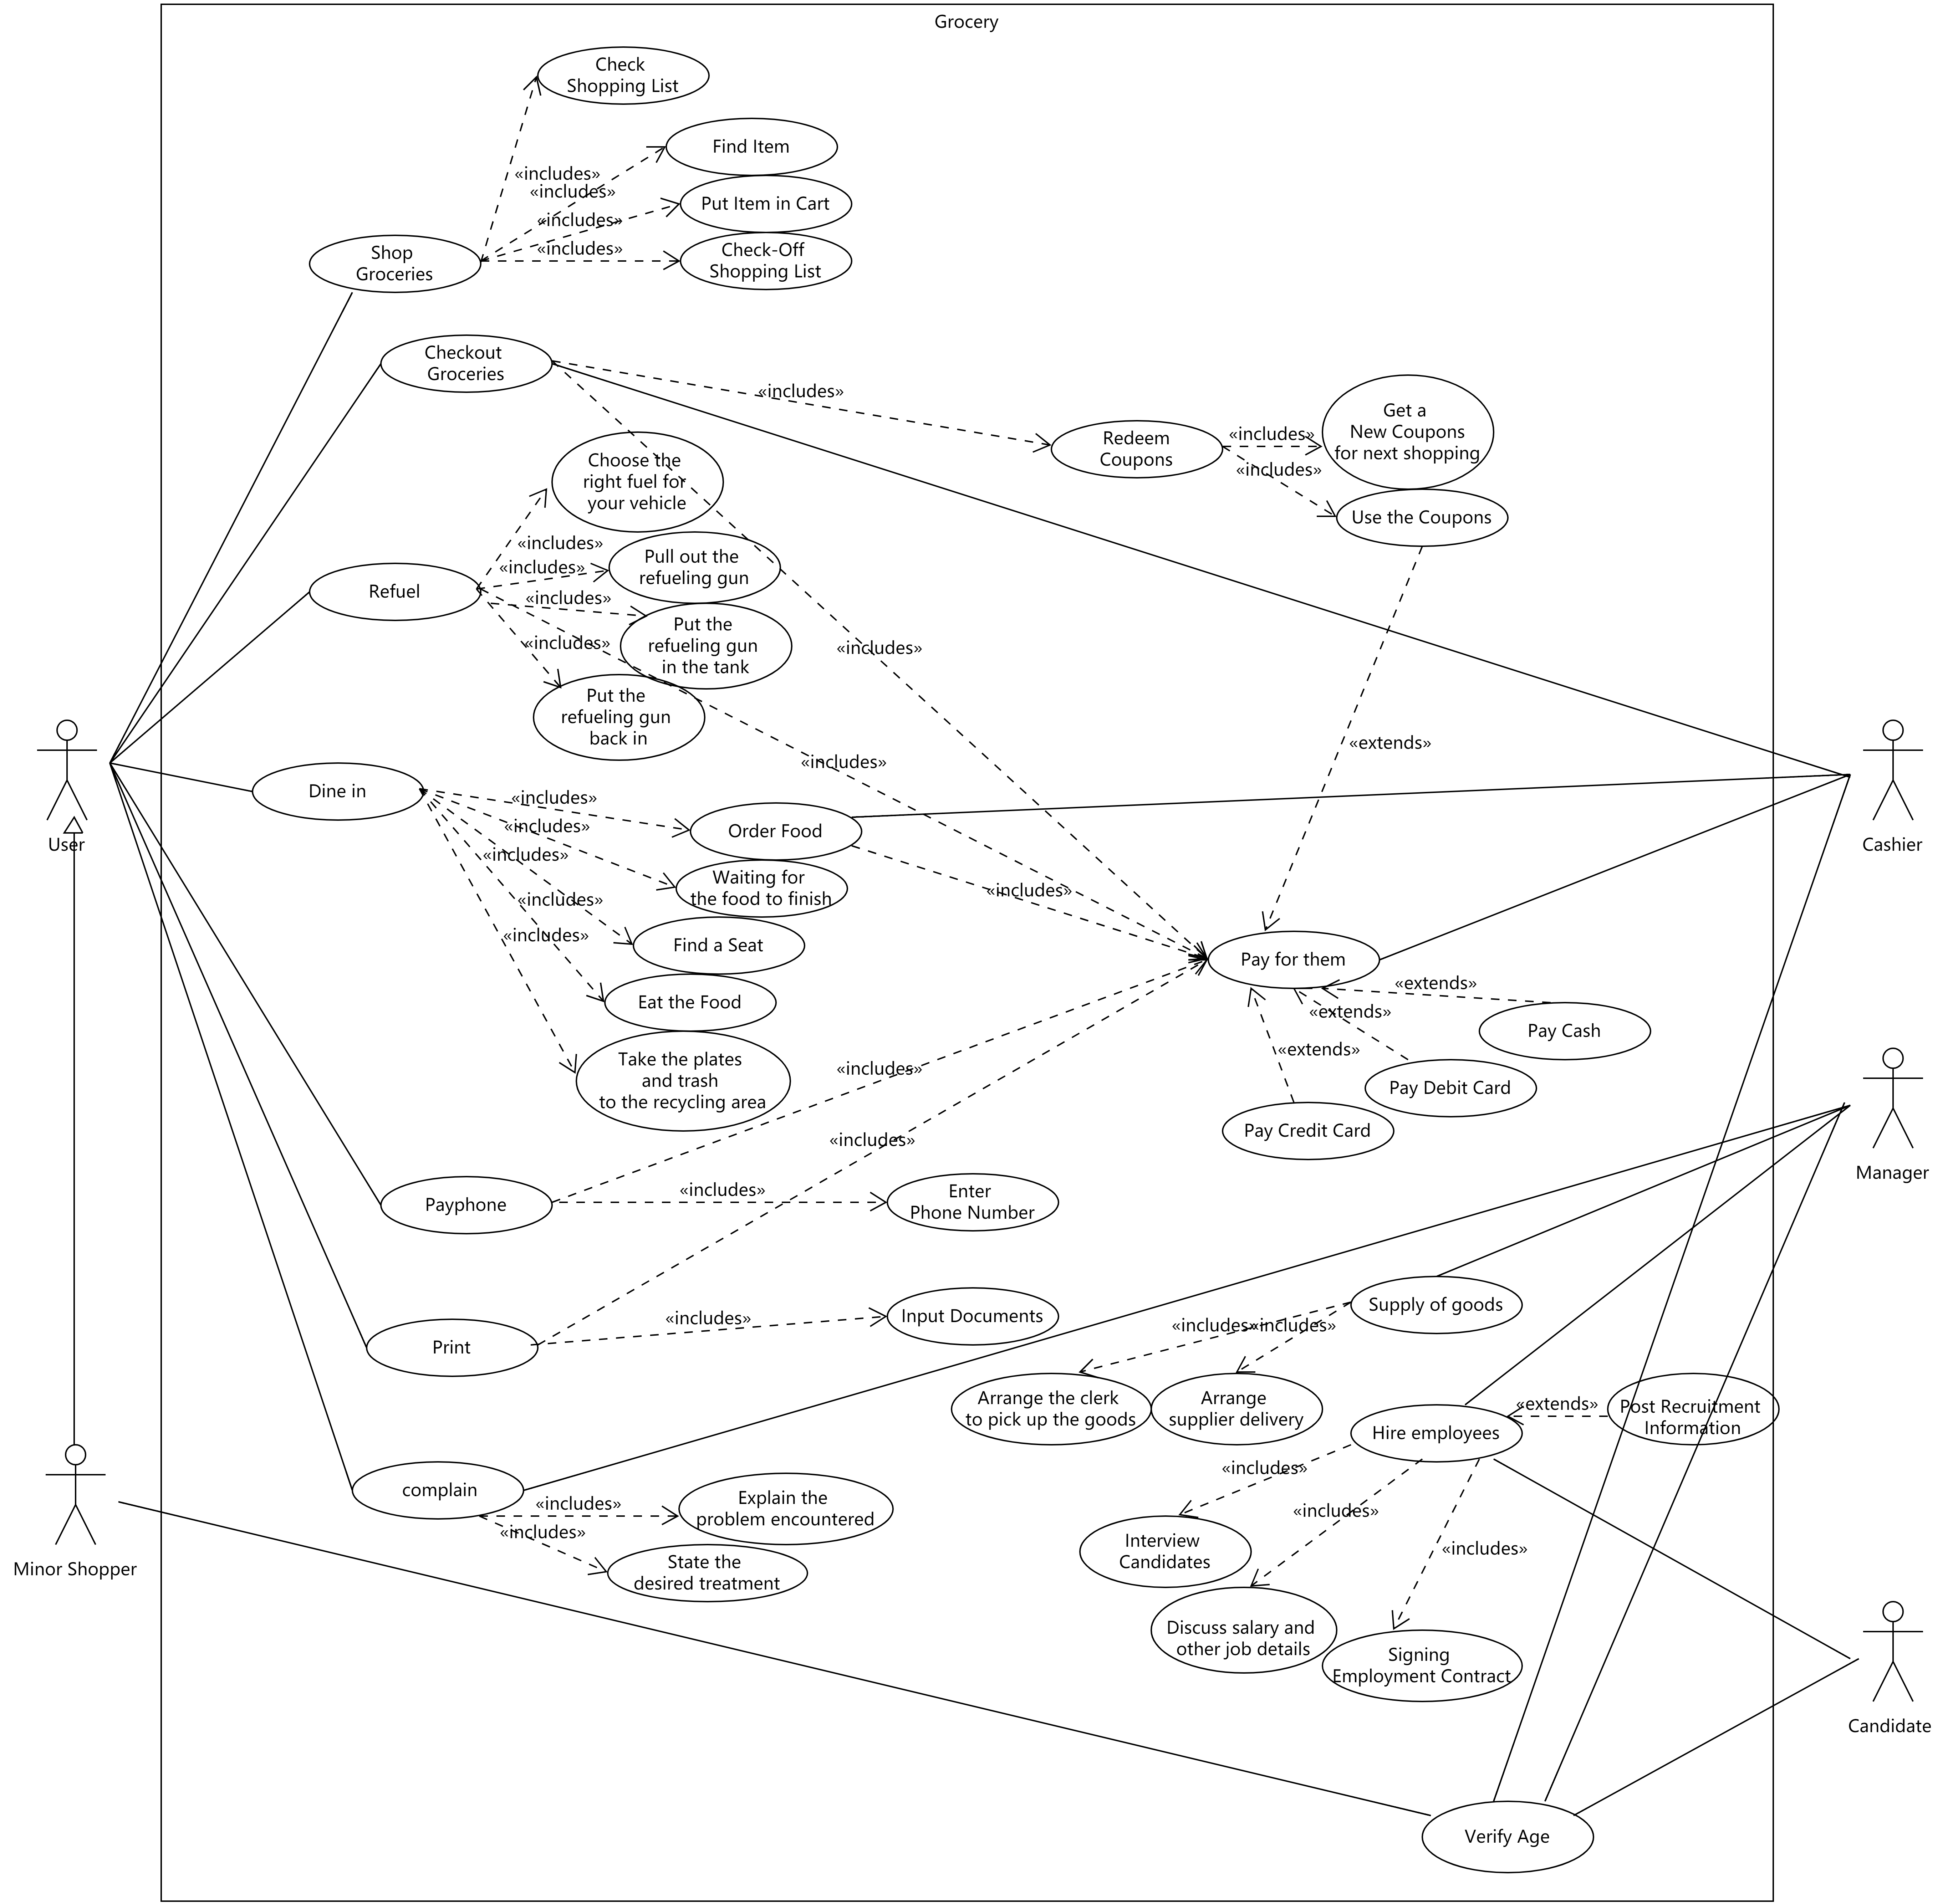 Grocery
Check
Shopping List
Find Item
«includes»
«includes»
Put Item in Cart
«includes»
«includes»
Check-Off
Shopping List
Shop
Groceries
Checkout
Groceries
«includes»
Redeem
Coupons
«includes»
«includes»
Get a
New Coupons
for next shopping
Use the Coupons
Choose the
right fuel for
your vehicle
«includes»
«includes»
Pull out the
refueling gun
Refuel
«includes»
«includes»
Put the
refueling gun
in the tank
«includes»
Put the
refueling gun
back in
«extends»
«includes»
Dine in
«includes»
«includes»
«includes»
«includes»
«includes»
Order Food
Waiting for
the food to finish
Find a Seat
Eat the Food
Take the plates
and trash
to the recycling area
User
Cashier
«includes»
Pay for them
«extends»
«extends»
«extends»
Pay Cash
Pay Debit Card
Pay Credit Card
«includes»
«includes»
Manager
Payphone
«includes»
Enter
Phone Number
Print
«includes»
Input Documents
Supply of goods
«includes»
«includes»
Arrange the clerk
to pick up the goods
Arrange
supplier delivery
Hire employees
«extends»
Post Recruitment
Information
complain
«includes»
«includes»
Explain the
problem encountered
State the
desired treatment
«includes»
«includes»
«includes»
Interview
Candidates
Discuss salary and
other job details
Signing
Employment Contract
Minor Shopper
Candidate
Verify Age